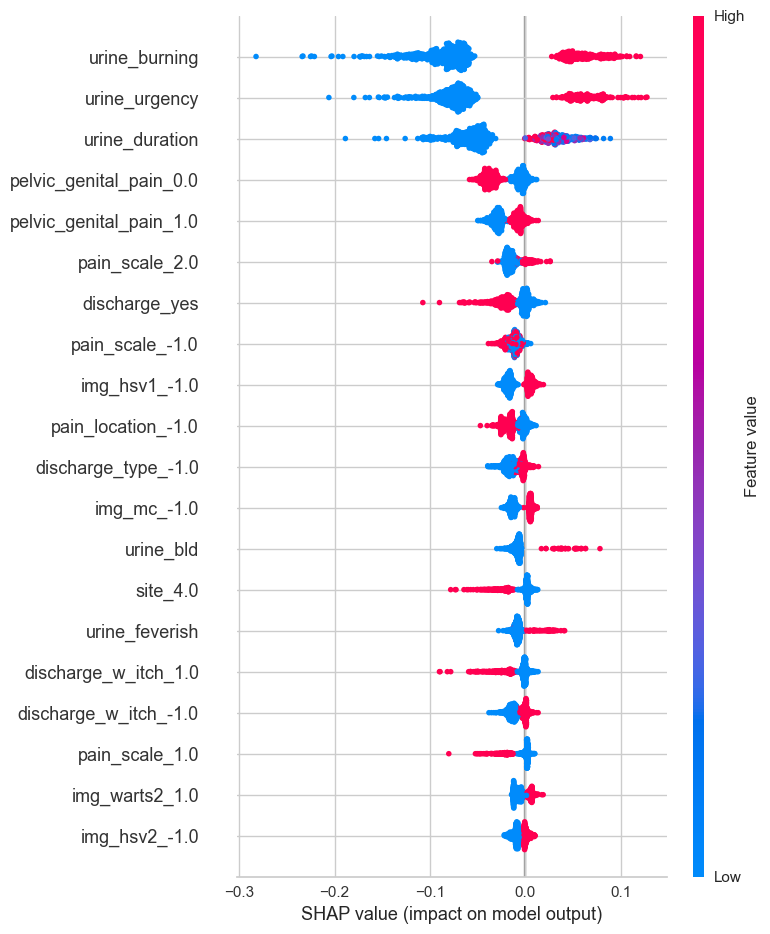 High
urine_burning
urine_urgency
urine_duration
pelvic_genital_pain_0.0
pelvic_genital_pain_1.0
pain_scale_2.0
discharge_yes
pain_scale_-1.0
img_hsv1_-1.0
pain_location_-1.0
discharge_type_-1.0
img_mc_-1.0
urine_bld
site_4.0
urine_feverish
discharge_w_itch_1.0
discharge_w_itch_-1.0
pain_scale_1.0
img_warts2_1.0
img_hsv2_-1.0
Feature value
Low
−0.3 −0.2 −0.1 0.0 0.1
SHAP value (impact on model output)